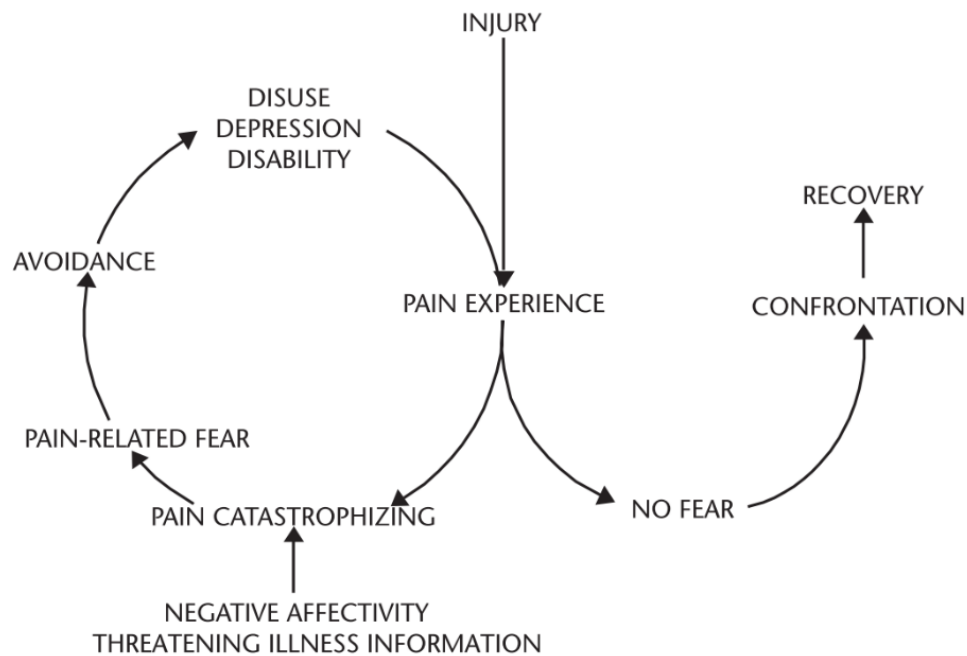 INJURY
DISUSE
DEPRESSION
DISABILITY
RECOVERY
AVOIDANCE
PAIN EXPERIENCE
CONFRONTATION
PAIN-RELATED FEAR
PAIN CATASTROPHIZING
NO FEAR
NEGATIVE AFFECTIVITY
THREATENING ILLNESS INFORMATION